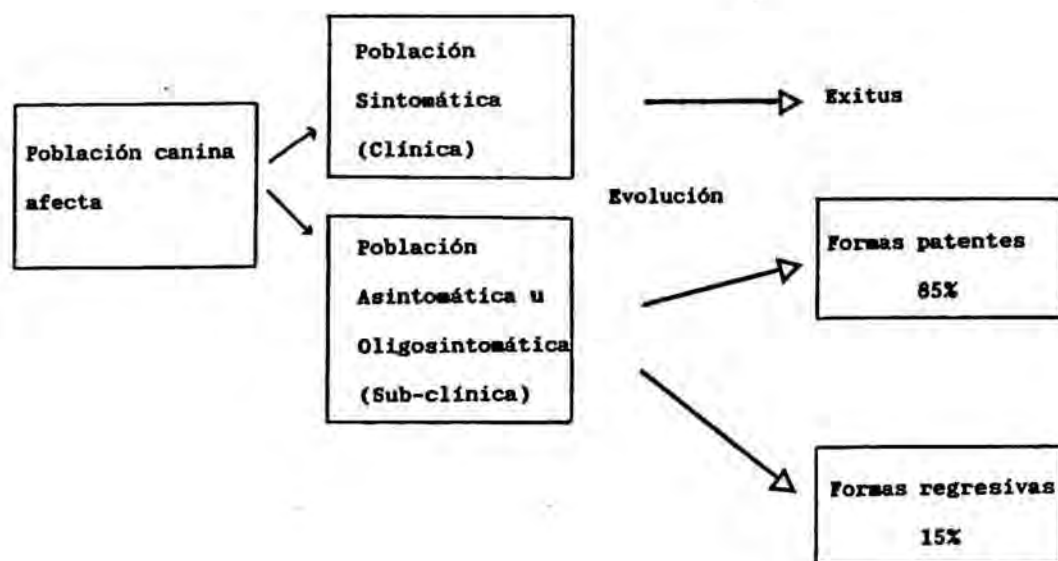 Población canina
afecta
Población
Sintomática
(Clínica)
Exitus
Evolución
Población
Asintomática u
Oligosintomática
(Sub-clínica)
Formas patentes
85%
Formas regresivas
15%